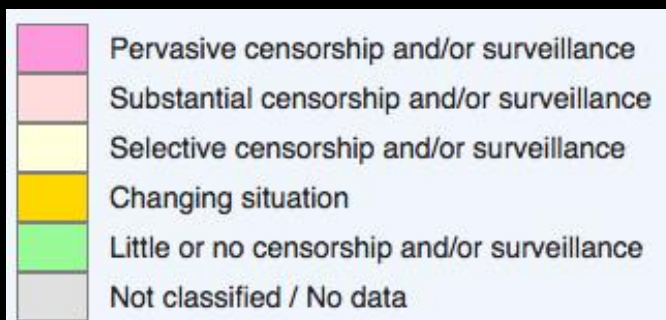 Pervasive censorship and/or surveillance
Substantial censorship and/or surveillance
Selective censorship and/or surveillance
Changing situation
Little or no censorship and/or surveillance
Not classified / No data